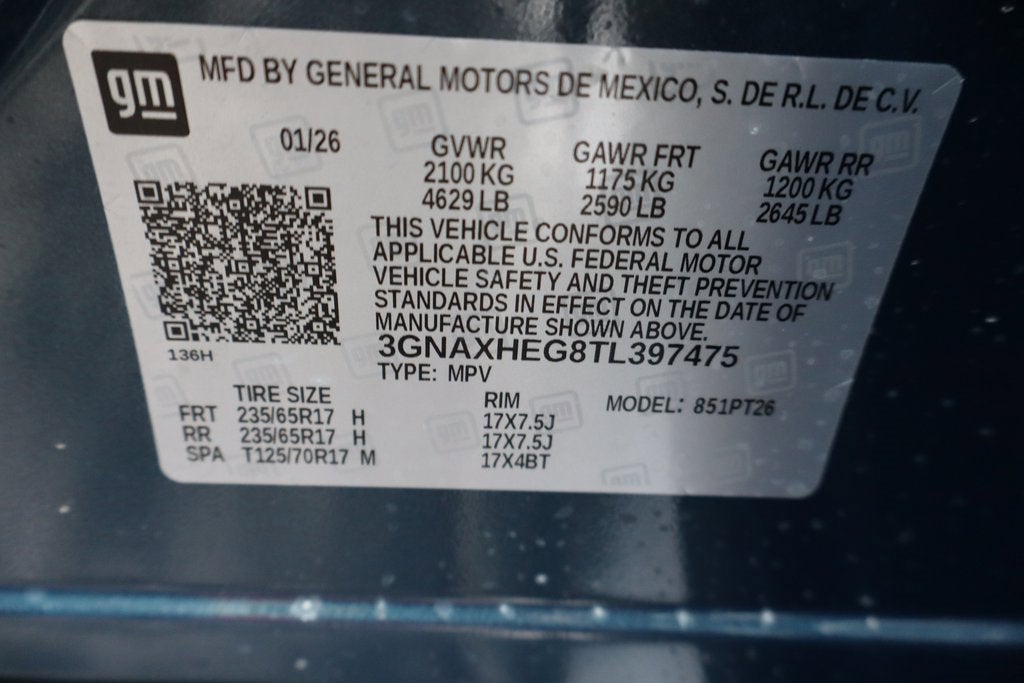 gm MFD BY GENERAL MOTORS DE MEXICO, S. DE R.L. DE C.V.
01/26 GVWR GAWR FRT GAWR RR
2100 KG 1175 KG 1200 KG
4629 LB 2590 LB 2645 LB
THIS VEHICLE CONFORMS TO ALL
APPLICABLE U.S. FEDERAL MOTOR
VEHICLE SAFETY AND THEFT PREVENTION
STANDARDS IN EFFECT ON THE DATE OF
MANUFACTURE SHOWN ABOVE.
136H 3GNAXHEG8TL397475
TYPE: MPV
TIRE SIZE RIM MODEL: 851PT26
FRT 235/65R17 H 17X7.5J
RR 235/65R17 H 17X7.5J
SPA T125/70R17 M 17X4BT